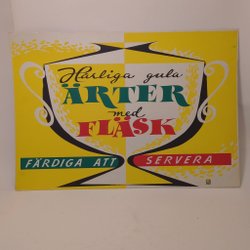 Härliga gula
ÄRTER
med
FLÄSK
FÄRDIGA ATT SERVERA